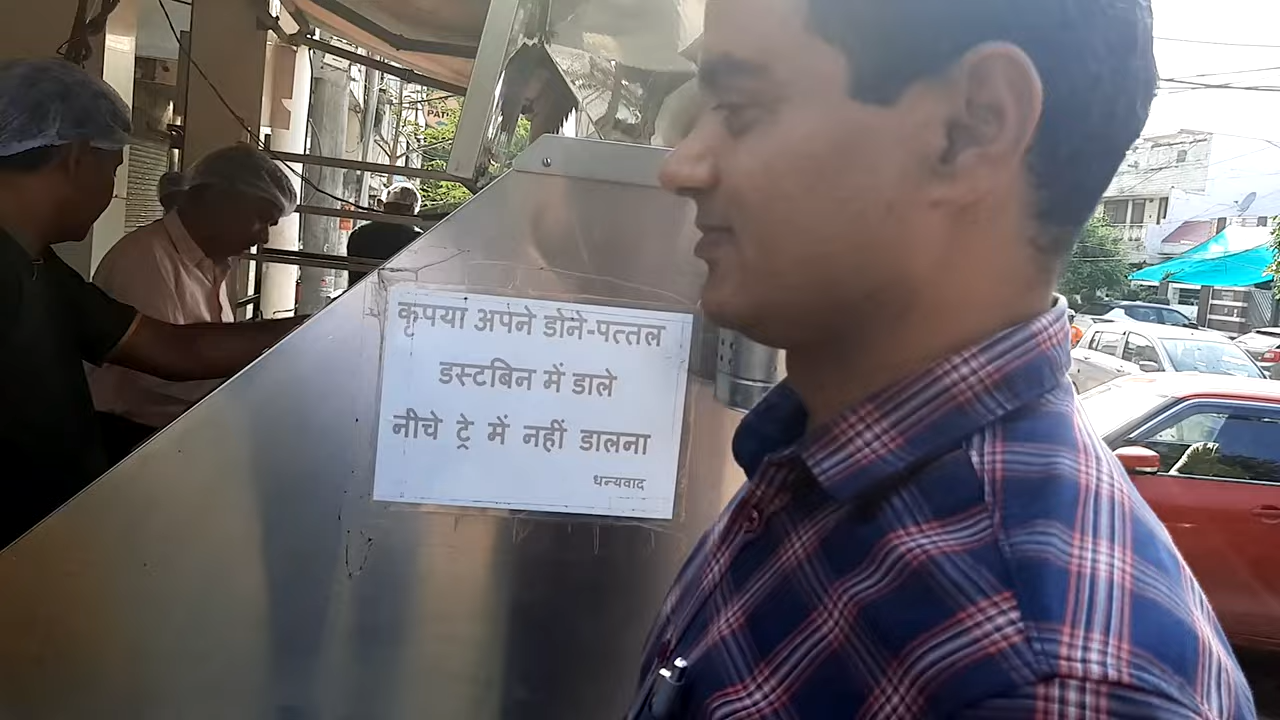 कृपया अपने डोने-पत्तल
डस्टबिन में डाले
नीचे ट्रे में नहीं डालना
धन्यवाद